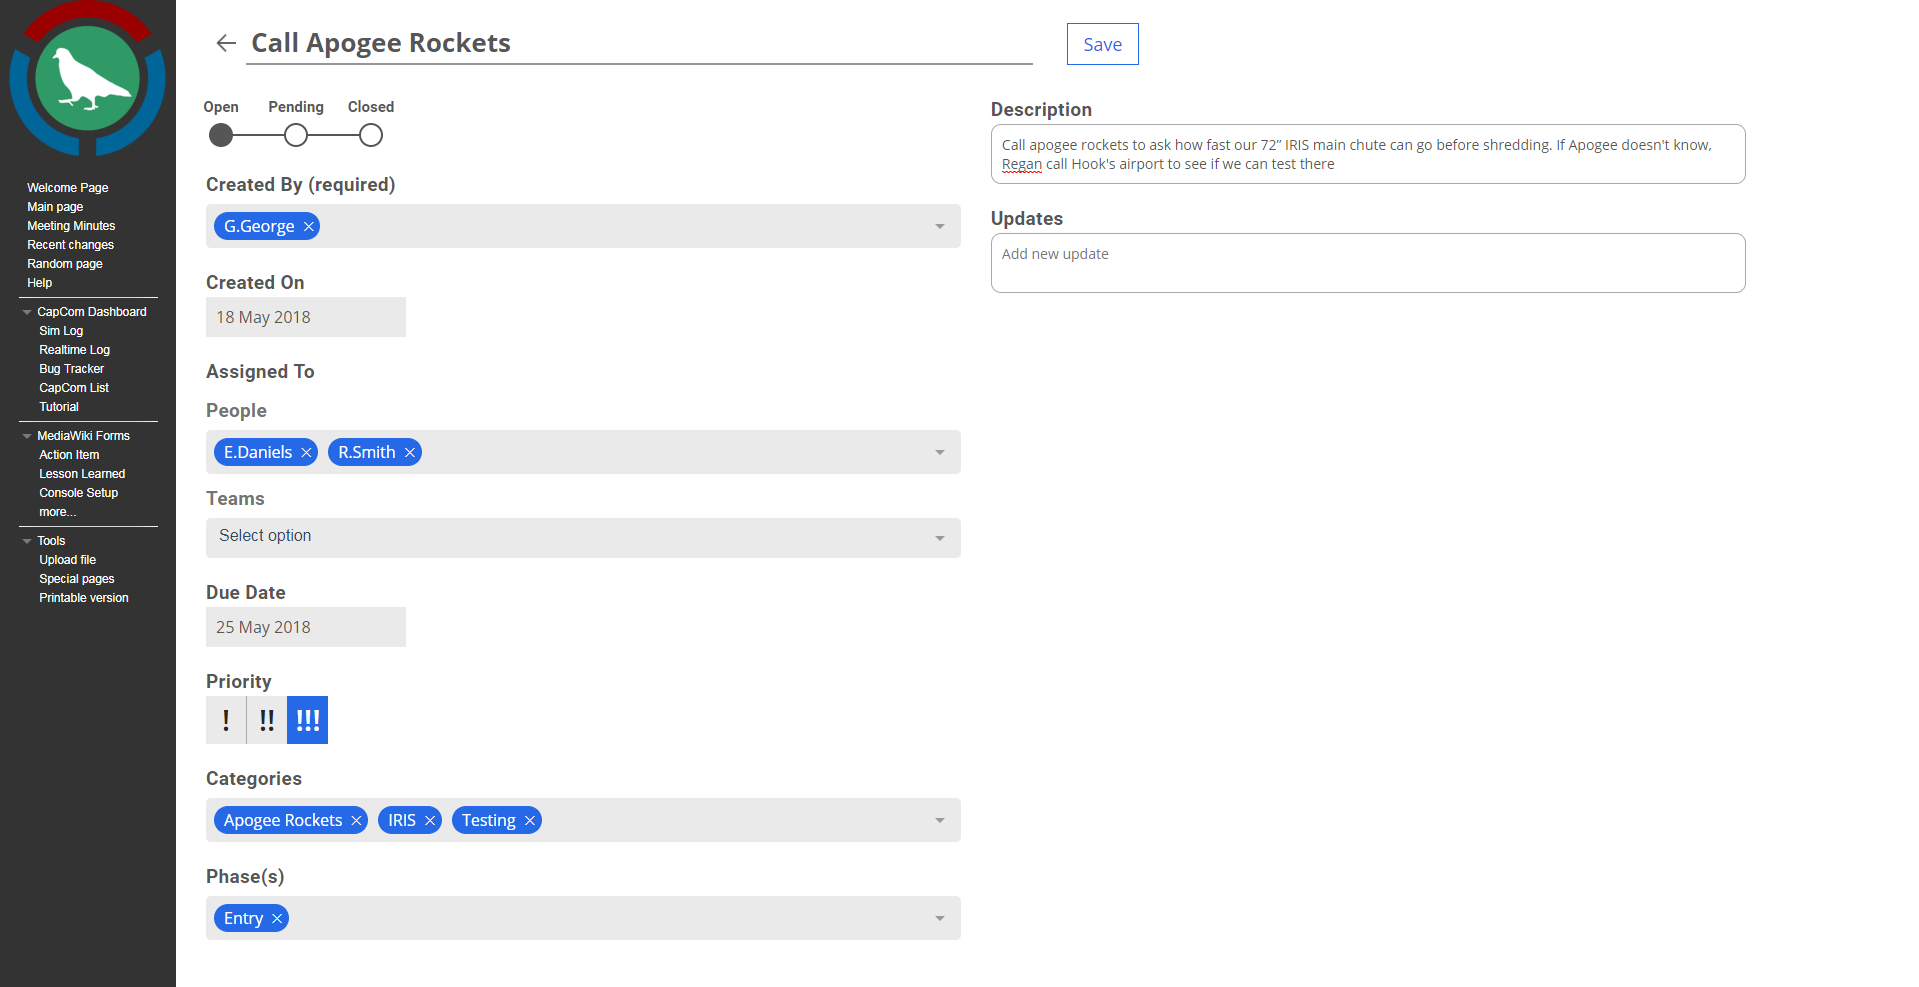 Call Apogee Rockets
Save
Welcome Page
Main page
Meeting Minutes
Recent changes
Random page
Help
CapCom Dashboard
Sim Log
Realtime Log
Bug Tracker
CapCom List
Tutorial
MediaWiki Forms
Action Item
Lesson Learned
Console Setup
more...
Tools
Upload file
Special pages
Printable version
Open Pending Closed
Created By (required)
G.George
Created On
18 May 2018
Assigned To
People
E.Daniels R.Smith
Teams
Select option
Due Date
25 May 2018
Priority
! !! !!!
Categories
Apogee Rockets IRIS Testing
Phase(s)
Entry
Description
Call apogee rockets to ask how fast our 72” IRIS main chute can go before shredding. If Apogee doesn't know,
Regan call Hook's airport to see if we can test there
Updates
Add new update